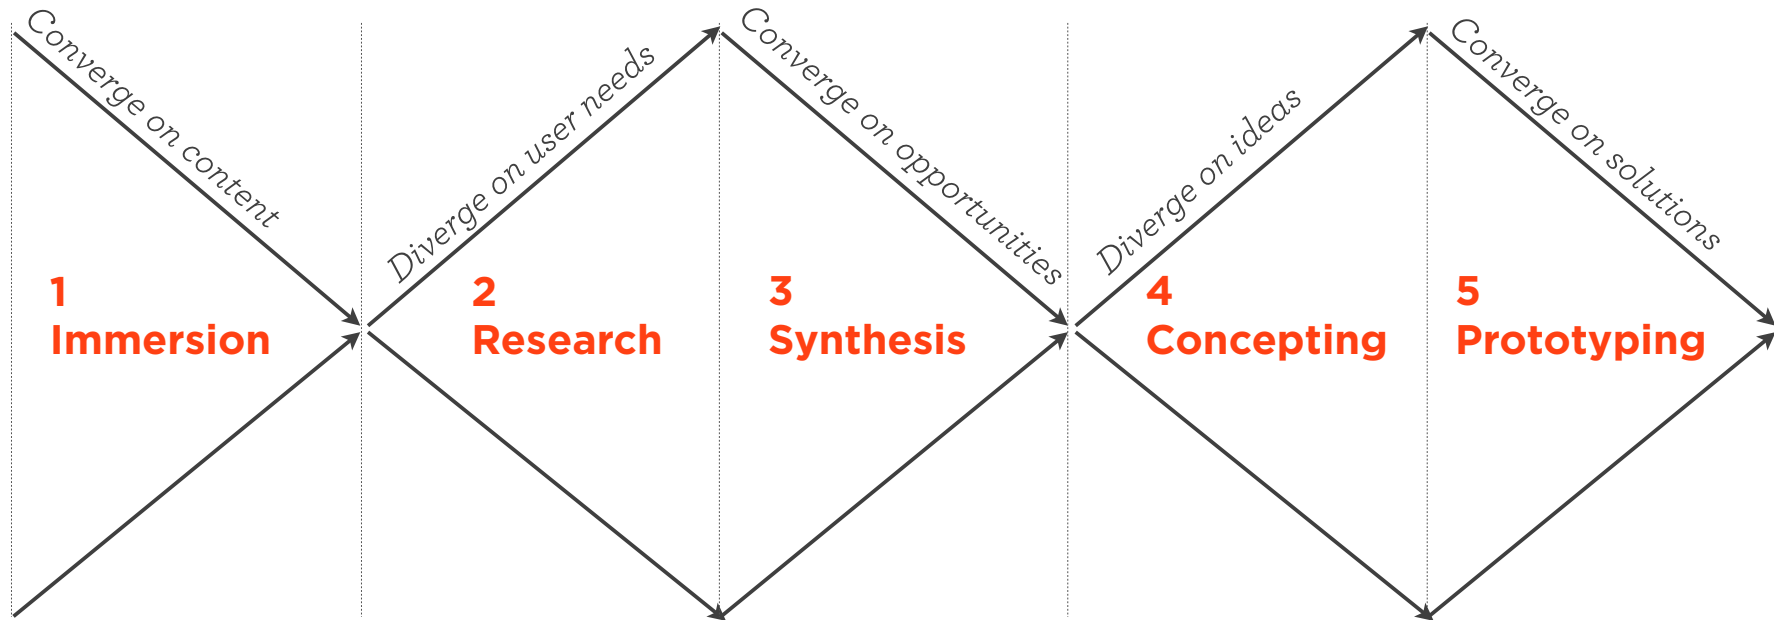 Converge on content
Diverge on user needs
Converge on opportunities
Diverge on ideas
Converge on solutions
1
Immersion
2
Research
3
Synthesis
4
Concepting
5
Prototyping